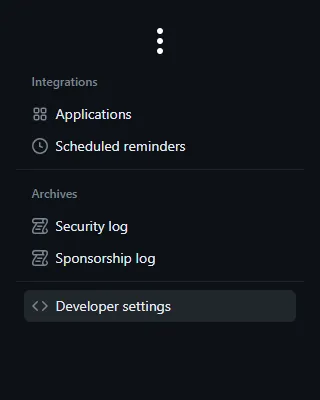 Integrations
Applications
Scheduled reminders
Archives
Security log
Sponsorship log
Developer settings